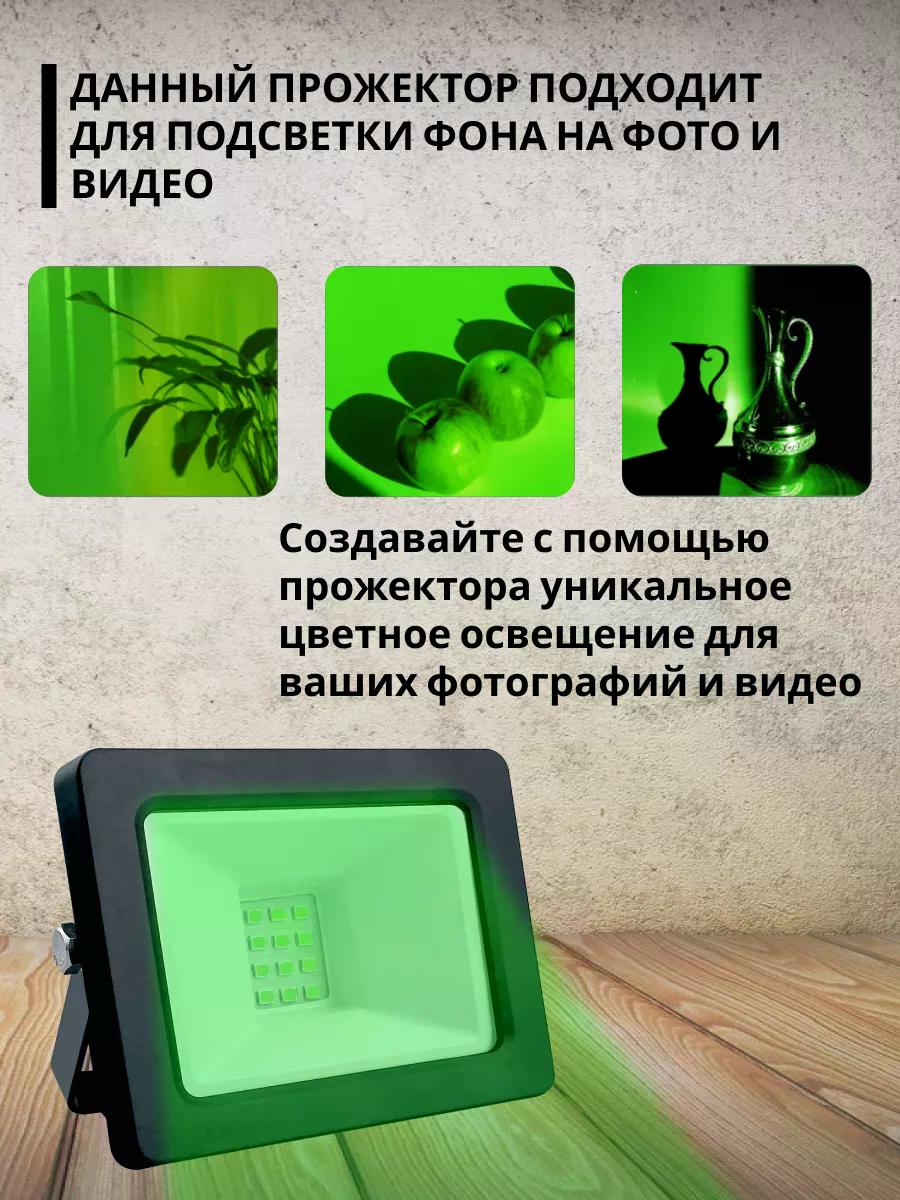 ДАННЫЙ ПРОЖЕКТОР ПОДХОДИТ
ДЛЯ ПОДСВЕТКИ ФОНА НА ФОТО И
ВИДЕО
Создавайте с помощью
прожектора уникальное
цветное освещение для
ваших фотографий и видео